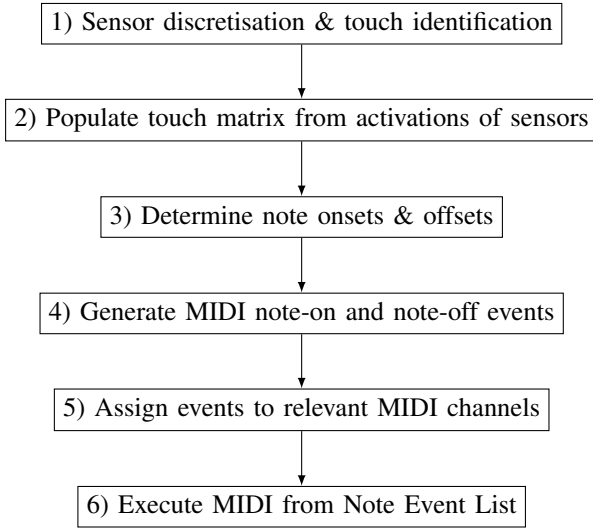 1) Sensor discretisation & touch identification
2) Populate touch matrix from activations of sensors
3) Determine note onsets & offsets
4) Generate MIDI note-on and note-off events
5) Assign events to relevant MIDI channels
6) Execute MIDI from Note Event List